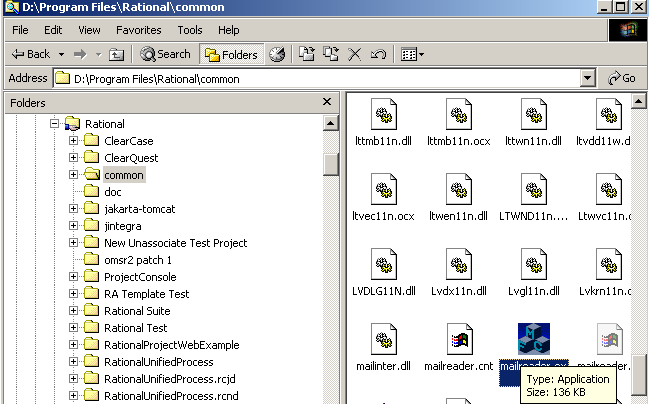 D:\Program Files\Rational\common
File Edit View Favorites Tools Help
Back Search Folders
Address D:\Program Files\Rational\common Go
Folders
Rational
ClearCase
ClearQuest
common
doc
jakarta-tomcat
jintegra
New Unassociate Test Project
omsr2 patch 1
ProjectConsole
RA Template Test
Rational Suite
Rational Test
RationalProjectWebExample
RationalUnifiedProcess
RationalUnifiedProcess.rcjd
RationalUnifiedProcess.rcnd
lttmb11n.dll lttmb11n.ocx lttwn11n.dll ltvdd11w.d
ltvec11n.ocx ltwen11n.dll LTWND11n.... Ltwvc11n.
LVDLG11N.dll Lvdx11n.dll Lvgl11n.dll Lvkrn11n.
mailinter.dll mailreader.cnt mailreader. mailreader.
Type: Application
Size: 136 KB